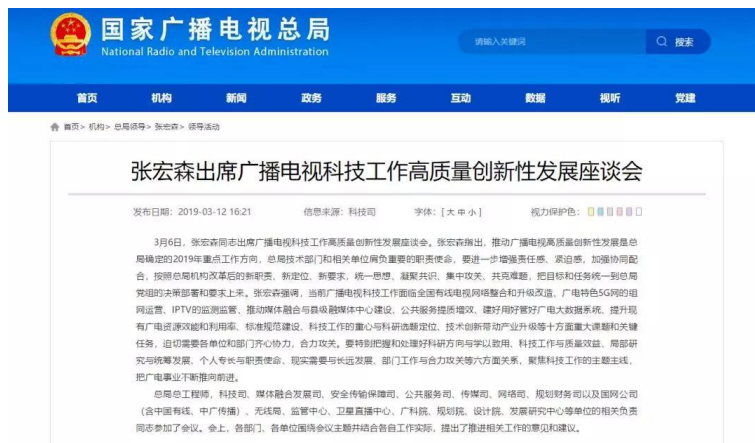 国家广播电视总局
National Radio and Television Administration
请输入关键词
搜索
首页 机构 新闻 政务 服务 互动 数据 视听 党建
首页> 机构> 总局领导> 张宏森> 领导活动
张宏森出席广播电视科技工作高质量创新性发展座谈会
发布日期：2019-03-12 16:21 信息来源：科技司 字体：[大 中 小] 视力保护色：
3月6日，张宏森同志出席广播电视科技工作高质量创新性发展座谈会。张宏森指出，推动广播电视高质量创新性发展是总
局确定的2019年重点工作方向，总局技术部门和相关单位肩负重要的职责使命，要进一步增强责任感、紧迫感，加强协同配
合，按照总局机构改革后的新职责、新定位、新要求，统一思想、凝聚共识、集中攻关、共克难题，把目标和任务统一到总局
党组的决策部署和要求上来。张宏森强调，当前广播电视科技工作面临全国有线电视网络整合和升级改造、广电特色5G网的组
网运营、IPTV的监测监管、推动媒体融合与县级融媒体中心建设、公共服务提质增效、建好用好管好广电大数据系统、提升现
有广电资源效能和利用率、标准规范建设、科技工作的重心与科研选题定位、技术创新带动产业升级等十方面重大课题和关键
任务，迫切需要各单位和部门齐心协力、合力攻关。要特别把握和处理好科研方向与学以致用、科技工作与质量效益、局部研
究与统筹发展、个人专长与职责使命、现实需要与长远发展、部门工作与合力攻关等六方面关系，聚焦科技工作的主题主线，
把广电事业不断推向前进。
总局总工程师，科技司、媒体融合发展司、安全传输保障司、公共服务司、传媒司、网络司、规划财务司以及国网公司
（含中国有线、中广传播）、无线局、监管中心、卫星直播中心、广科院、规划院、设计院、发展研究中心等单位的相关负责
同志参加了会议。会上，各部门、各单位围绕会议主题并结合各自工作实际，提出了推进相关工作的意见和建议。